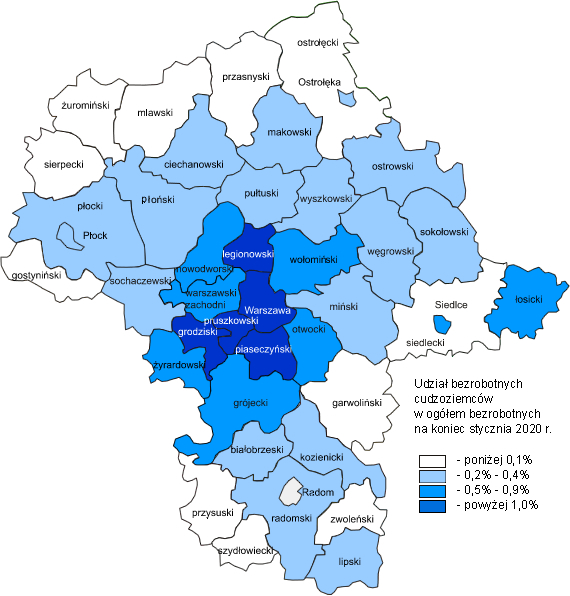 ostrołęcki
przasnyski
Ostrołęka
żuromiński
mlawski
makowski
sierpecki
ciechanowski
ostrowski
pułtuski
płoński
wyszkowski
płocki
sokołowski
Płock
węgrowski
legionowski
wołomiński
nowodworski
gostyniński
sochaczewski
warszawski
zachodni
łosicki
Siedlce
miński
Warszawa
pruszkowski
grodziski
otwocki
siedlecki
piaseczyński
żyrardowski
Udział bezrobotnych
cudzoziemców
w ogółem bezrobotnych
na koniec stycznia 2020 r.
grójecki
garwoliński
białobrzeski
kozienicki
- poniżej 0,1%
- 0,2% - 0,4%
- 0,5% - 0,9%
- powyżej 1,0%
Radom
przysuski
radomski
zwoleński
szydłowiecki
lipski